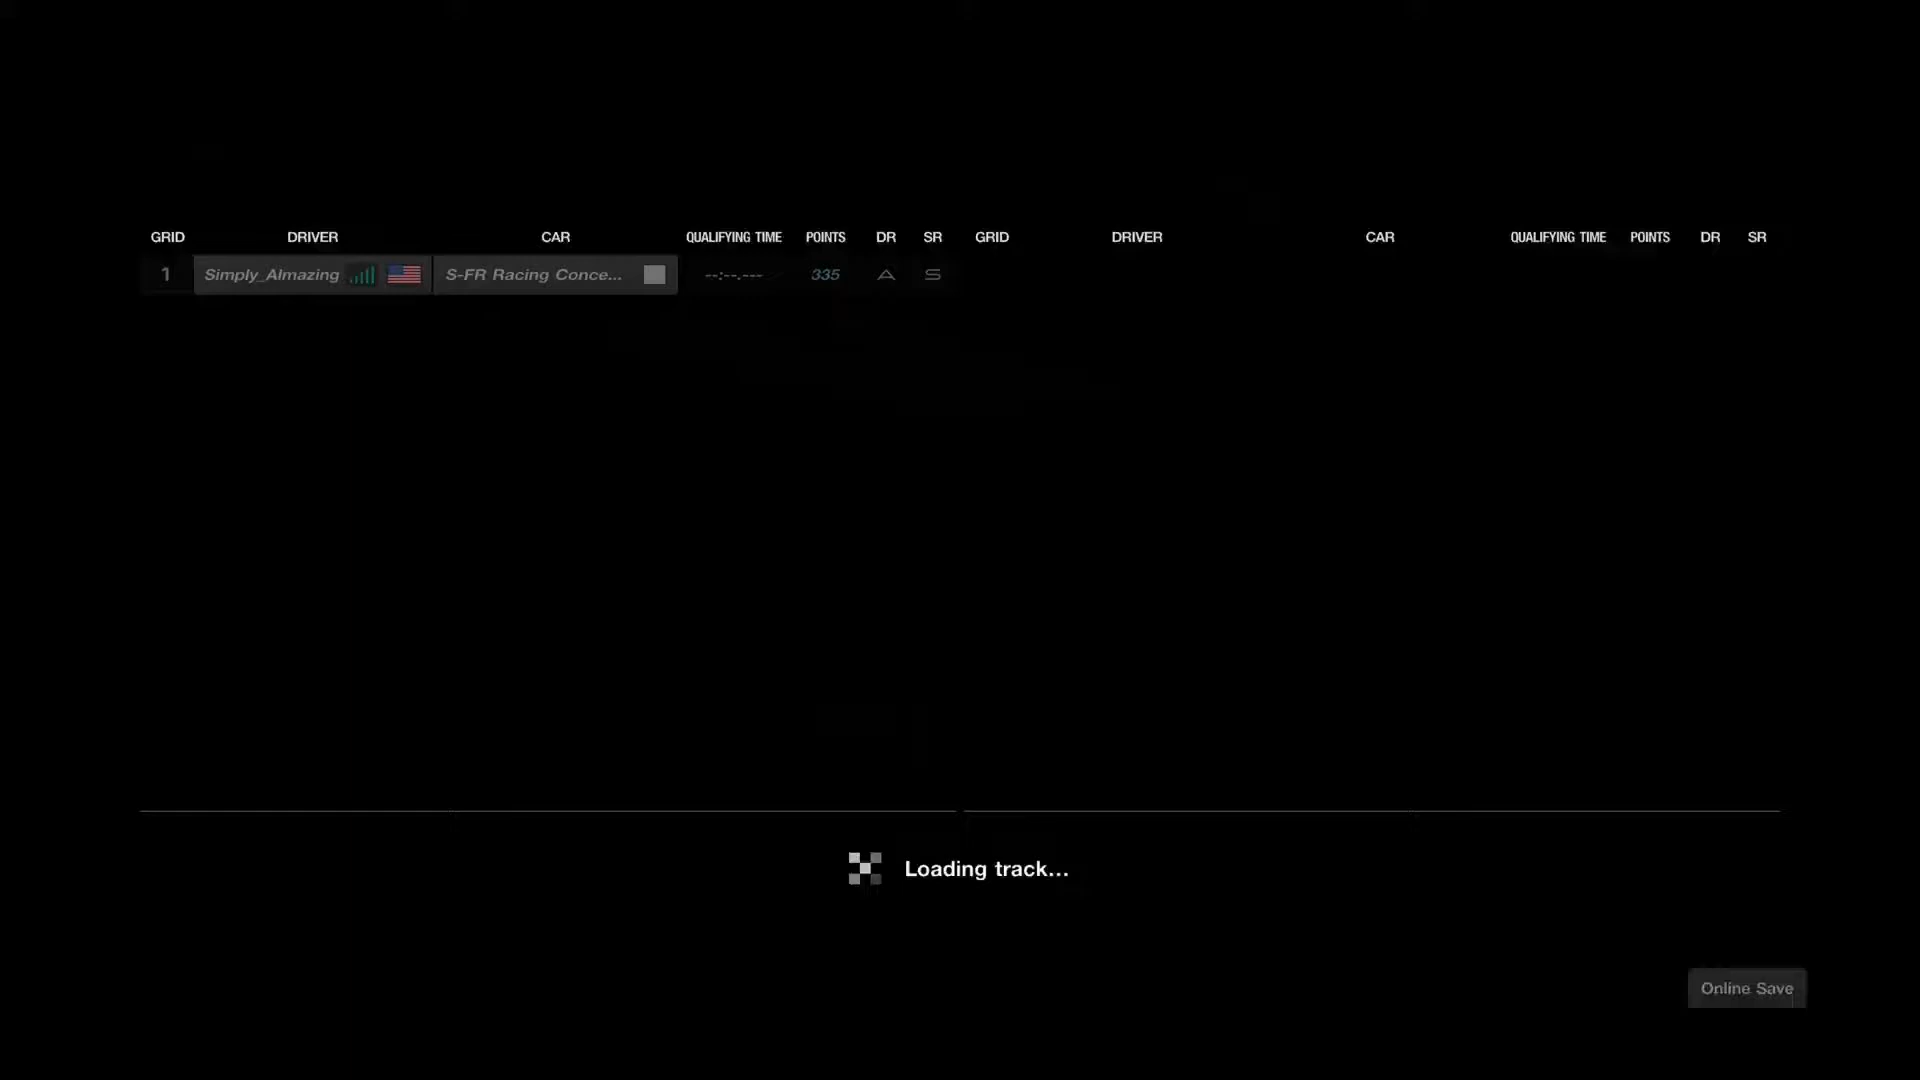 GRID DRIVER CAR QUALIFYING TIME POINTS DR SR GRID DRIVER CAR QUALIFYING TIME POINTS DR SR
1 Simply_Almazing S-FR Racing Conce... --:--.--- 335 A S
Loading track...
Online Save